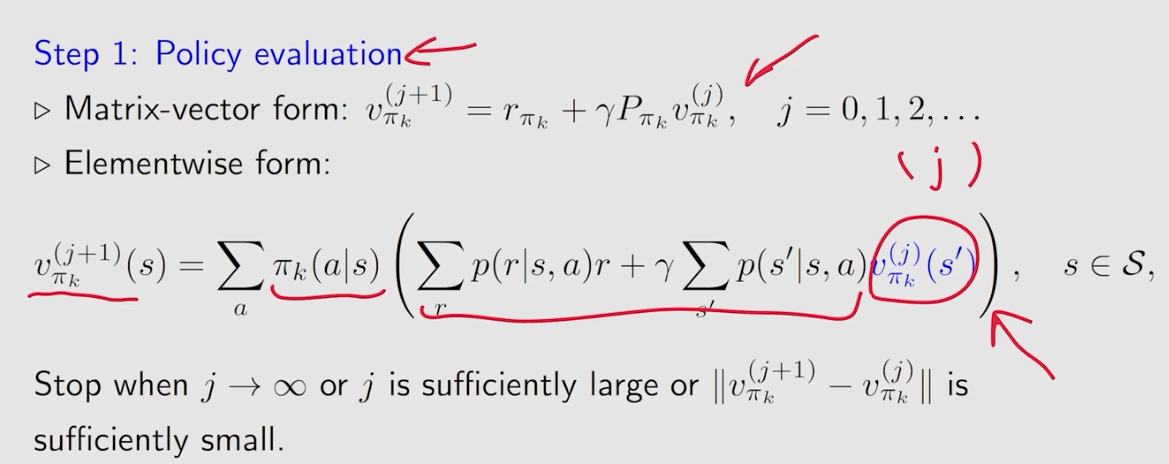 Step 1: Policy evaluation
▷ Matrix-vector form: $v_{\pi_k}^{(j+1)} = r_{\pi_k} + \gamma P_{\pi_k} v_{\pi_k}^{(j)}, \quad j = 0, 1, 2, \ldots$
▷ Elementwise form:
(j)
$v_{\pi_k}^{(j+1)}(s) = \sum_a \pi_k(a|s) \left( \sum_r p(r|s,a)r + \gamma \sum_{s'} p(s'|s,a) v_{\pi_k}^{(j)}(s') \right), \quad s \in \mathcal{S},$
Stop when $j \to \infty$ or $j$ is sufficiently large or $\|v_{\pi_k}^{(j+1)} - v_{\pi_k}^{(j)}\|$ is
sufficiently small.